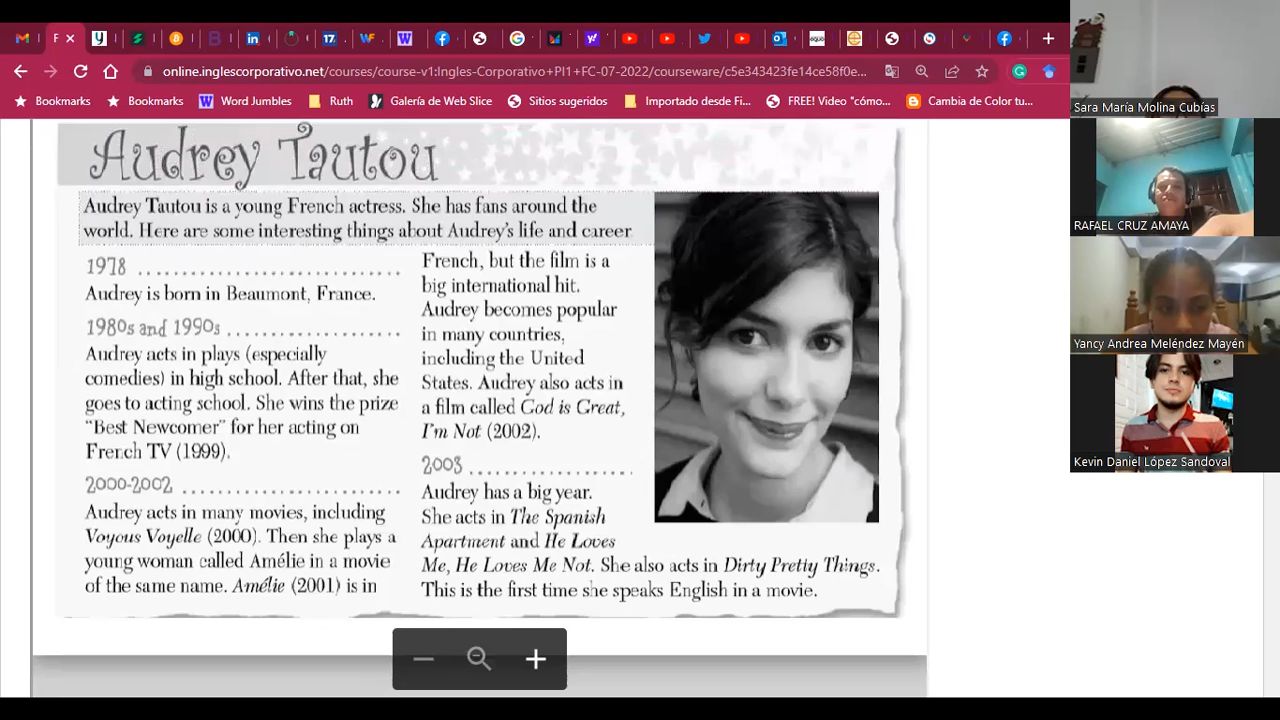 F
online.inglescorporativo.net/courses/course-v1:Ingles-Corporativo+PI1+FC-07-2022/courseware/c5e343423fe14ce58f0e...
Bookmarks
Bookmarks
Word Jumbles
Ruth
Galería de Web Slice
Sitios sugeridos
Importado desde Fi...
FREE! Video "cómo...
Cambia de Color tu...
Audrey Tautou
Audrey Tautou is a young French actress. She has fans around the
world. Here are some interesting things about Audrey's life and career
1978
Audrey is born in Beaumont, France.
1980s and 1990s
Audrey acts in plays (especially
comedies) in high school. After that, she
goes to acting school. She wins the prize
"Best Newcomer" for her acting on
French TV (1999).
2000-2002
Audrey acts in many movies, including
Voyous Voyelle (2000). Then she plays a
young woman called Amélie in a movie
of the same name. Amélie (2001) is in
French, but the film is a
big international hit.
Audrey becomes popular
in many countries,
including the United
States. Audrey also acts in
a film called God is Great,
I'm Not (2002).
2003
Audrey has a big year.
She acts in The Spanish
Apartment and He Loves
Me, He Loves Me Not. She also acts in Dirty Pretty Things.
This is the first time she speaks English in a movie.
Sara María Molina Cubías
RAFAEL CRUZ AMAYA
Yancy Andrea Meléndez Mayén
Kevin Daniel López Sandoval